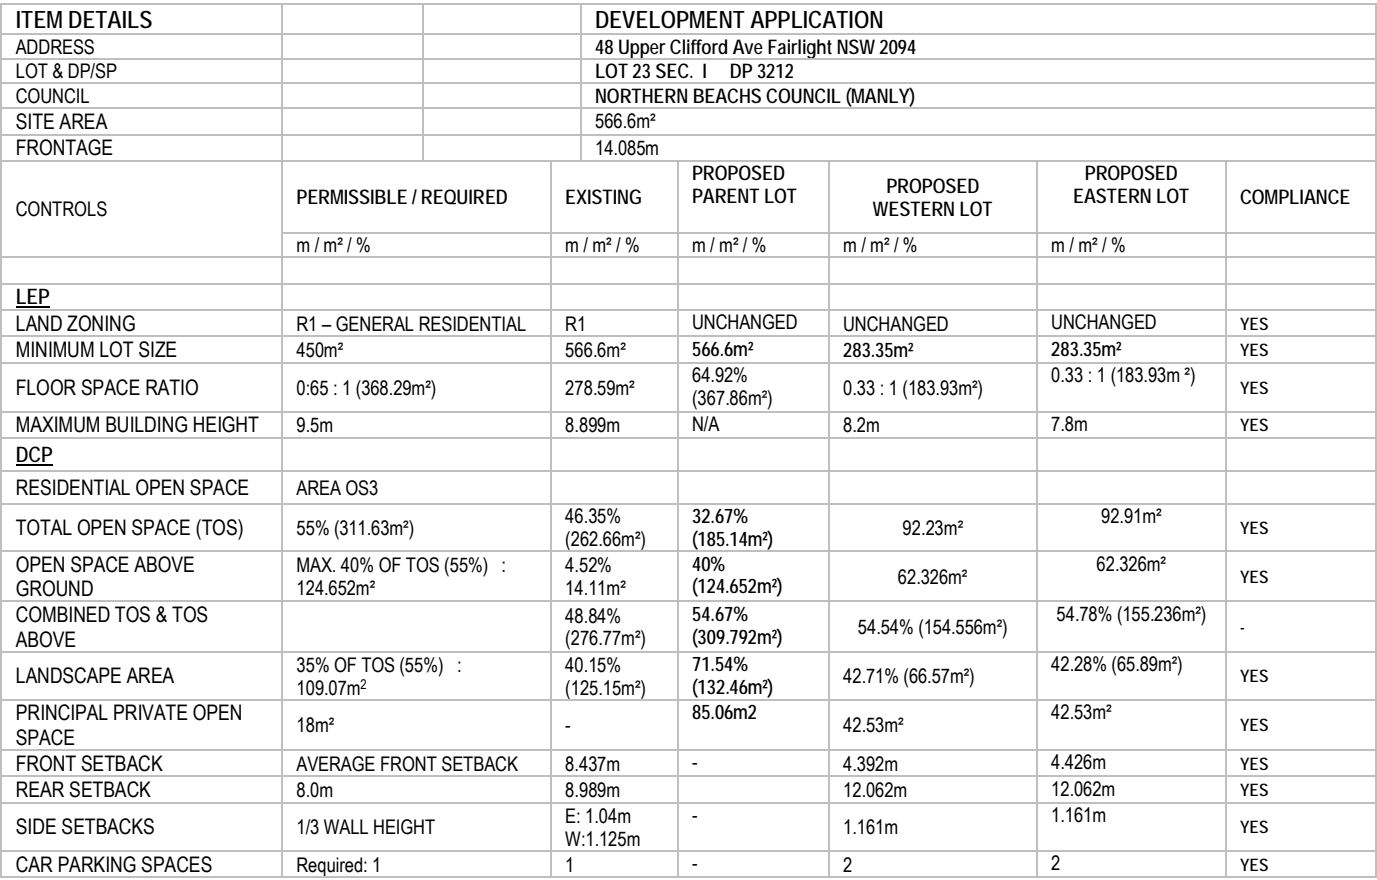 ITEM DETAILS DEVELOPMENT APPLICATION
ADDRESS 48 Upper Clifford Ave Fairlight NSW 2094
LOT & DP/SP LOT 23 SEC. I DP 3212
COUNCIL NORTHERN BEACHS COUNCIL (MANLY)
SITE AREA 566.6m²
FRONTAGE 14.085m
CONTROLS PERMISSIBLE / REQUIRED EXISTING PROPOSED PARENT LOT PROPOSED WESTERN LOT PROPOSED EASTERN LOT COMPLIANCE
m / m² / % m / m² / % m / m² / % m / m² / % m / m² / %
LEP
LAND ZONING R1 – GENERAL RESIDENTIAL R1 UNCHANGED UNCHANGED UNCHANGED YES
MINIMUM LOT SIZE 450m² 566.6m² 566.6m² 283.35m² 283.35m² YES
FLOOR SPACE RATIO 0:65 : 1 (368.29m²) 278.59m² 64.92% (367.86m²) 0.33 : 1 (183.93m²) 0.33 : 1 (183.93m ²) YES
MAXIMUM BUILDING HEIGHT 9.5m 8.899m N/A 8.2m 7.8m YES
DCP
RESIDENTIAL OPEN SPACE AREA OS3
TOTAL OPEN SPACE (TOS) 55% (311.63m²) 46.35% (262.66m²) 32.67% (185.14m²) 92.23m² 92.91m² YES
OPEN SPACE ABOVE GROUND MAX. 40% OF TOS (55%) : 124.652m² 4.52% 14.11m² 40% (124.652m²) 62.326m² 62.326m² YES
COMBINED TOS & TOS ABOVE 48.84% (276.77m²) 54.67% (309.792m²) 54.54% (154.556m²) 54.78% (155.236m²) -
LANDSCAPE AREA 35% OF TOS (55%) : 109.07m² 40.15% (125.15m²) 71.54% (132.46m²) 42.71% (66.57m²) 42.28% (65.89m²) YES
PRINCIPAL PRIVATE OPEN SPACE 18m² - 85.06m2 42.53m² 42.53m² YES
FRONT SETBACK AVERAGE FRONT SETBACK 8.437m - 4.392m 4.426m YES
REAR SETBACK 8.0m 8.989m 12.062m 12.062m YES
SIDE SETBACKS 1/3 WALL HEIGHT E: 1.04m W:1.125m - 1.161m 1.161m YES
CAR PARKING SPACES Required: 1 1 - 2 2 YES